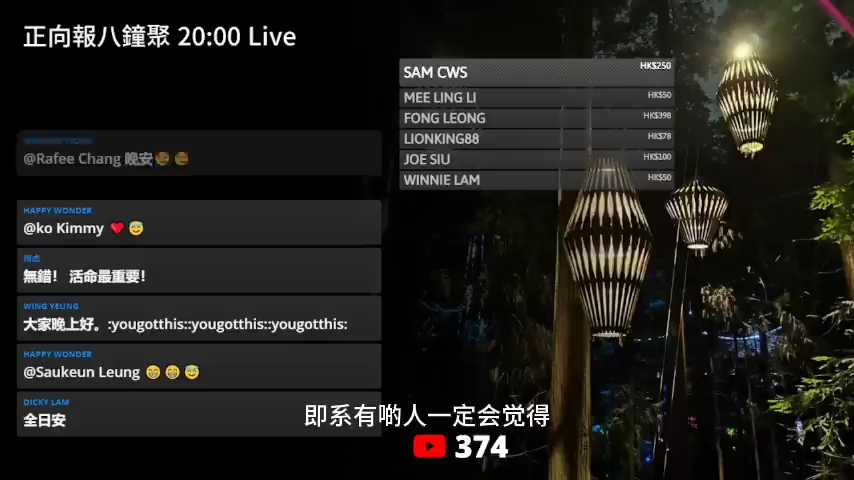 正向報八鐘聚 20:00 Live
SAM CWS HK$250
MEE LING LI HK$50
FONG LEONG HK$398
LIONKING88 HK$78
JOE SIU HK$100
WINNIE LAM HK$50
@Rafee Chang 晚安
HAPPY WONDER
@ko Kimmy ❤️ 😇
阿虎
無錯！ 活命最重要！
WING YEUNG
大家晚上好。:yougotthis::yougotthis::yougotthis:
HAPPY WONDER
@Saukeun Leung 😁 😁 😇
DICKY LAM
全日安
即系有啲人一定会觉得
374